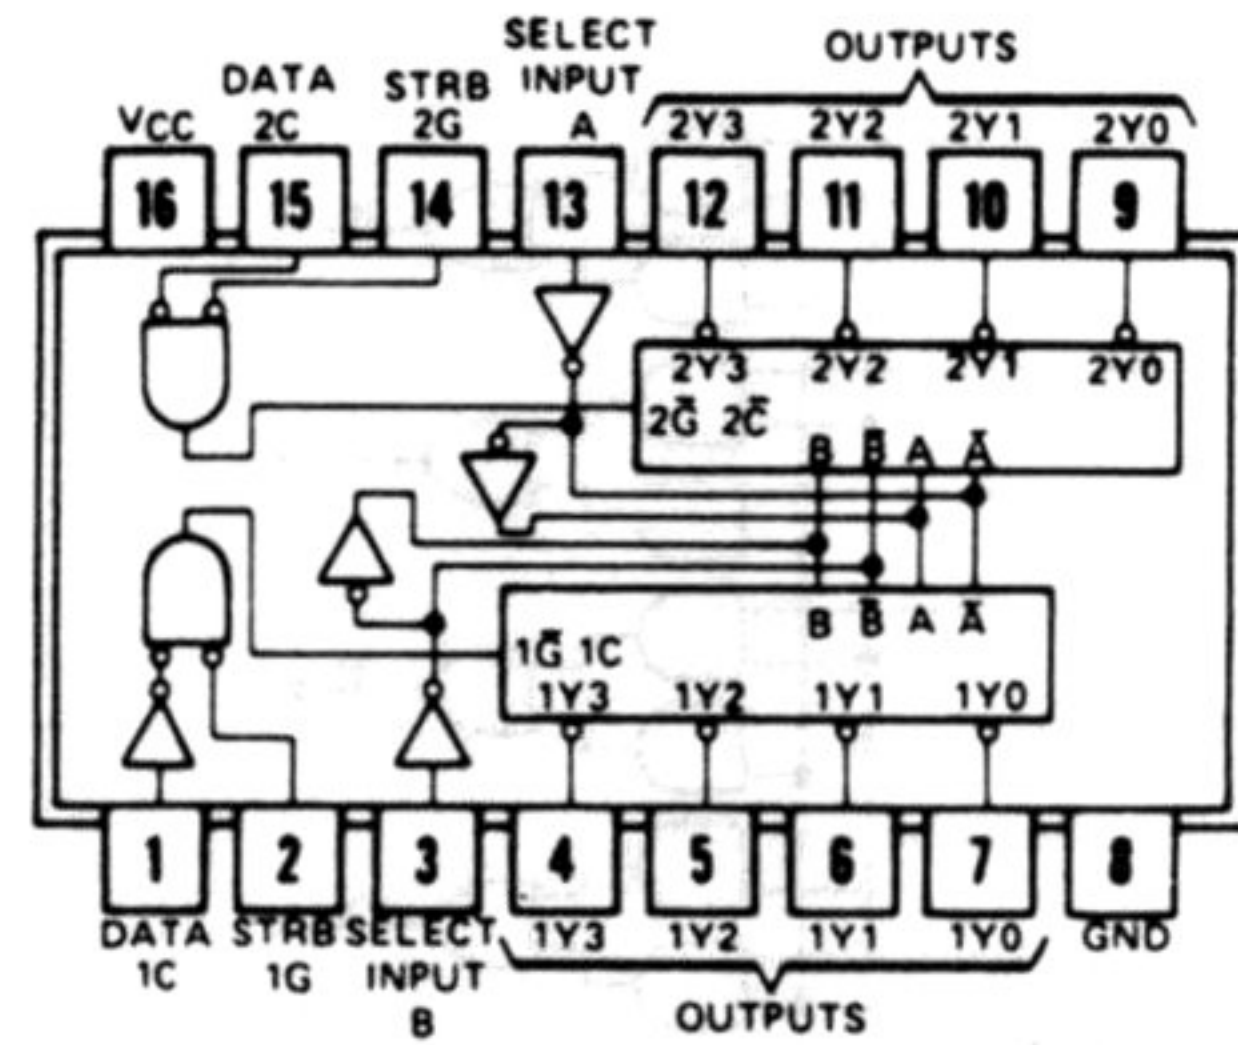 SELECT
INPUT
A
OUTPUTS
DATA
2C
STRB
2G
VCC
2Y3 2Y2 2Y1 2Y0
16 15 14 13 12 11 10 9
2Y3 2Y2 2Y1 2Y0
2G̅ 2C̅
B B̅ A A̅
B B̅ A A̅
1G̅ 1C
1Y3 1Y2 1Y1 1Y0
1 2 3 4 5 6 7 8
DATA
1C
STRB
1G
SELECT
INPUT
B
1Y3 1Y2 1Y1 1Y0
GND
OUTPUTS